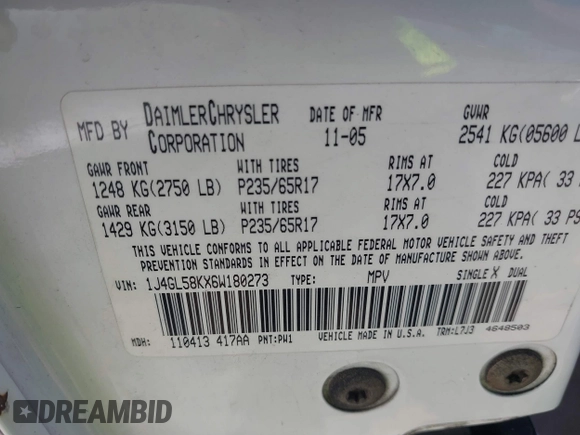 MFD BY DAIMLERCHRYSLER CORPORATION DATE OF MFR 11-05 GVWR 2541 KG(05600 L
GAWR FRONT WITH TIRES RIMS AT COLD
1248 KG(2750 LB) P235/65R17 17X7.0 227 KPA( 33 P
GAWR REAR WITH TIRES RIMS AT COLD
1429 KG(3150 LB) P235/65R17 17X7.0 227 KPA( 33 PS
THIS VEHICLE CONFORMS TO ALL APPLICABLE FEDERAL MOTOR VEHICLE SAFETY AND THEFT
PREVENTION STANDARDS IN EFFECT ON THE DATE OF MANUFACTURE SHOWN ABOVE.
VIN: 1J4GL58KX6W180273 TYPE: MPV SINGLE X DUAL
MDH: 110413 417AA PNT:PW1 VEHICLE MADE IN U.S.A. TRM:L7J3 4648503
DREAMBID